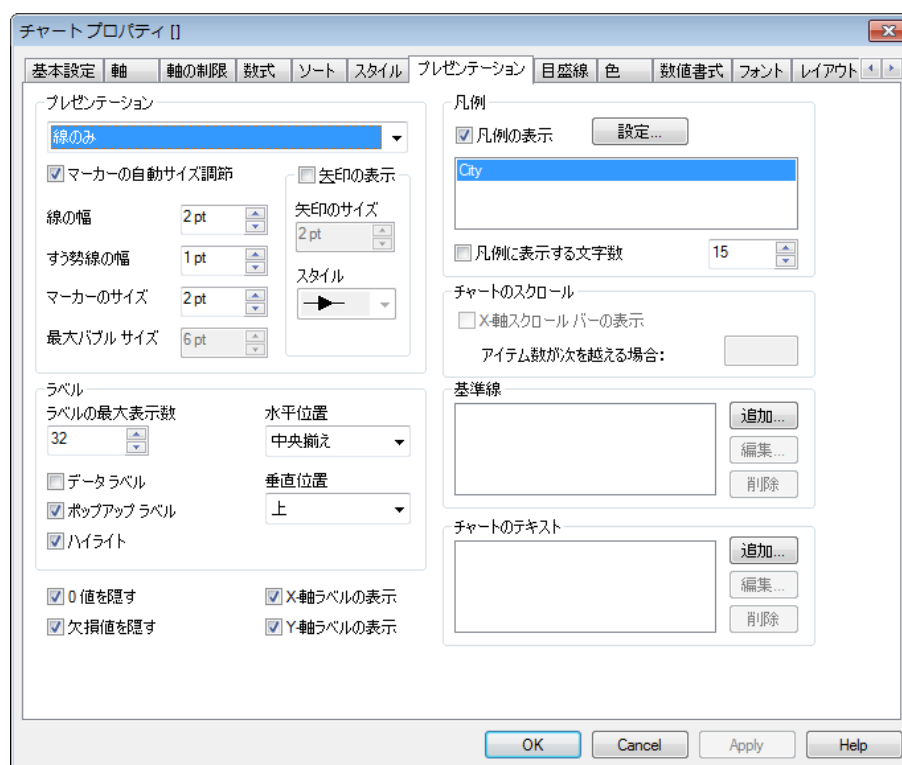 チャート プロパティ []
基本設定 軸 軸の制限 数式 ソート スタイル プレゼンテーション 目盛線 色 数値書式 フォント レイアウト
プレゼンテーション
線のみ
マーカーの自動サイズ調節
線の幅 2 pt
すう勢線の幅 1 pt
マーカーのサイズ 2 pt
最大バブル サイズ 6 pt
矢印の表示
矢印のサイズ
2 pt
スタイル
ラベル
ラベルの最大表示数
32
データ ラベル
ポップアップ ラベル
ハイライト
水平位置
中央揃え
垂直位置
上
0 値を隠す
欠損値を隠す
X-軸ラベルの表示
Y-軸ラベルの表示
凡例
凡例の表示 設定...
City
凡例に表示する文字数 15
チャートのスクロール
X-軸スクロール バーの表示
アイテム数が次を越える場合:
基準線
追加...
編集...
削除
チャートのテキスト
追加...
編集...
削除
OK Cancel Apply Help